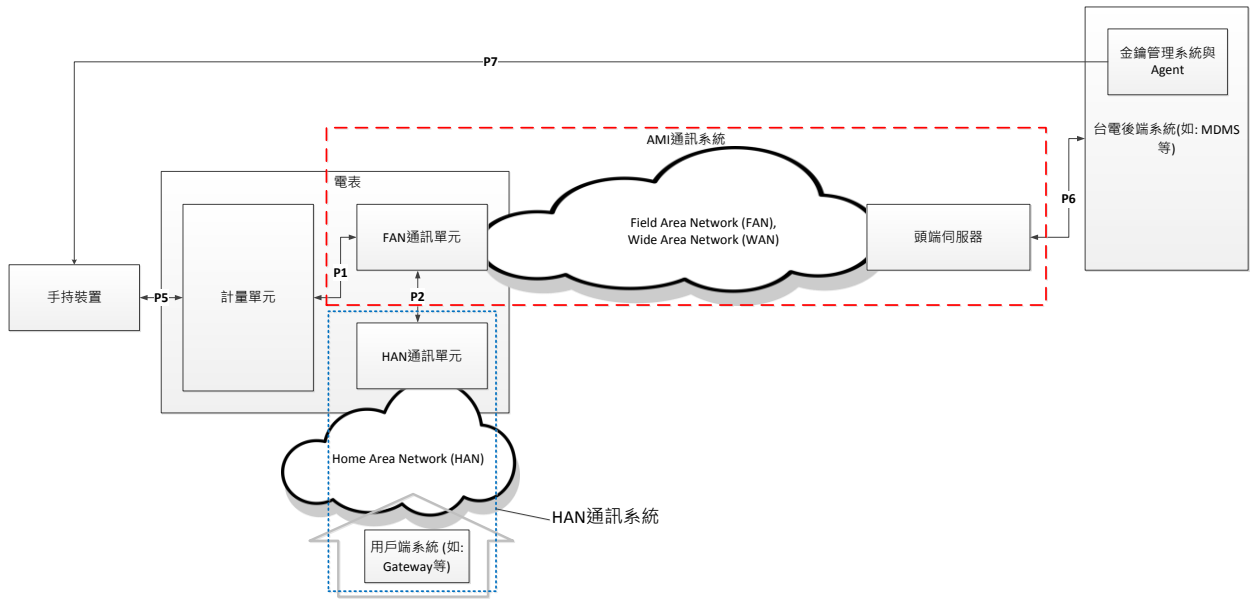 金鑰管理系統與
Agent
P7
台電後端系統(如: MDMS
等)
AMI通訊系統
電表
P6
Field Area Network (FAN),
Wide Area Network (WAN)
FAN通訊單元
頭端伺服器
P1
手持裝置
P5
計量單元
P2
HAN通訊單元
Home Area Network (HAN)
HAN通訊系統
用戶端系統 (如:
Gateway等)